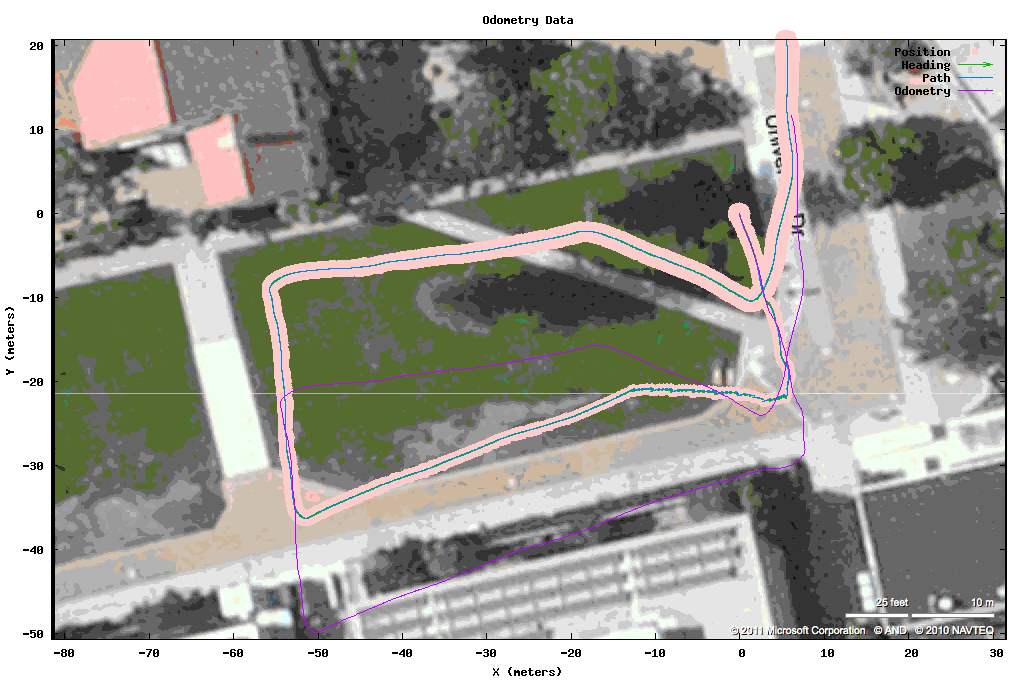 Odometry Data
Position
Heading
Path
Odometry
20
10
0
-10
-20
-30
-40
-50
Y (meters)
-80 -70 -60 -50 -40 -30 -20 -10 0 10 20 30
X (meters)
Dr
25 feet 10 m
© 2011 Microsoft Corporation © AND © 2010 NAVTEQ